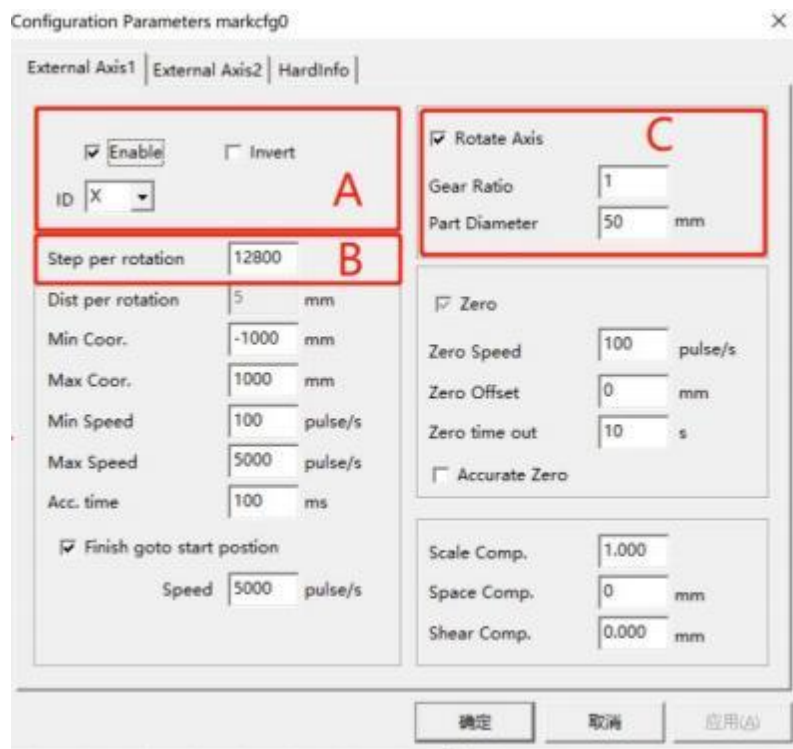 Configuration Parameters markcfg0
External Axis1 External Axis2 HardInfo
Enable Invert
ID X
A
Step per rotation 12800
B
Dist per rotation 5 mm
Min Coor. -1000 mm
Max Coor. 1000 mm
Min Speed 100 pulse/s
Max Speed 5000 pulse/s
Acc. time 100 ms
Finish goto start postion
Speed 5000 pulse/s
Rotate Axis
C
Gear Ratio 1
Part Diameter 50 mm
Zero
Zero Speed 100 pulse/s
Zero Offset 0 mm
Zero time out 10 s
Accurate Zero
Scale Comp. 1.000
Space Comp. 0 mm
Shear Comp. 0.000 mm
确定 取消 应用(A)